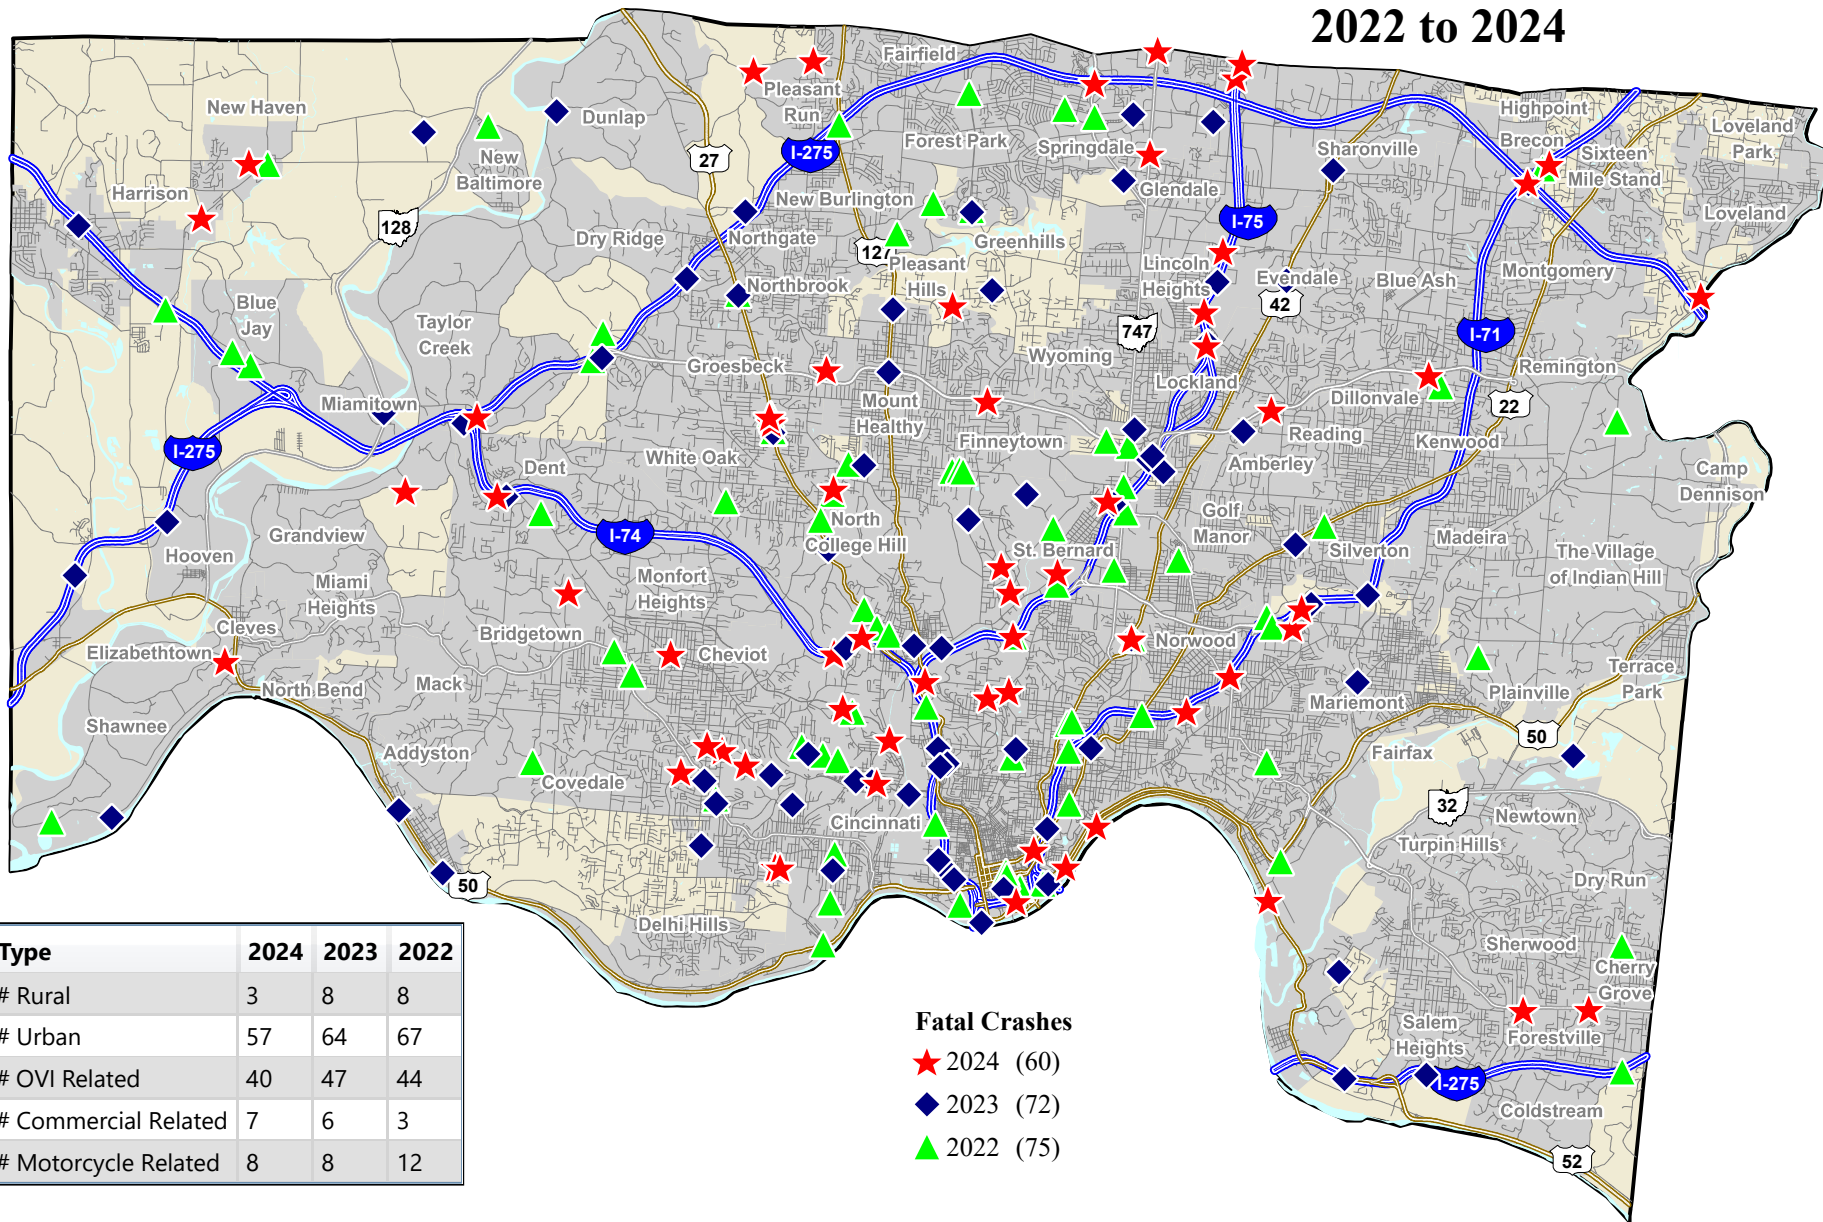 2022 to 2024
Fairfield
Pleasant
Run
New Haven
Dunlap
Highpoint
Loveland
Park
27
I-275
Forest Park
Springdale
Sharonville
Brecon
Sixteen
Mile Stand
New
Baltimore
Harrison
Glendale
128
New Burlington
Loveland
I-75
Dry Ridge
Northgate
127
Greenhills
Pleasant
Hills
Lincoln
Heights
Evendale
42
Blue Ash
Montgomery
Northbrook
Blue
Jay
Taylor
Creek
747
I-71
Groesbeck
Wyoming
Remington
Lockland
Miamitown
Mount
Healthy
Dillonvale
22
I-275
Finneytown
Reading
Kenwood
White Oak
Dent
Amberley
Camp
Dennison
Grandview
I-74
North
College Hill
Golf
Manor
Hooven
St. Bernard
Silverton
Madeira
The Village
of Indian Hill
Miami
Heights
Monfort
Heights
Cleves
Bridgetown
Cheviot
Norwood
Elizabethtown
North Bend
Mack
Terrace
Park
Mariemont
Plainville
Shawnee
Addyston
50
Fairfax
Covedale
32
Newtown
Cincinnati
Turpin Hills
50
Dry Run
Delhi Hills
Sherwood
Cherry
Grove
Salem
Heights
Forestville
I-275
Coldstream
52
Type 2024 2023 2022
# Rural 3 8 8
# Urban 57 64 67
# OVI Related 40 47 44
# Commercial Related 7 6 3
# Motorcycle Related 8 8 12
Fatal Crashes
2024 (60)
2023 (72)
2022 (75)